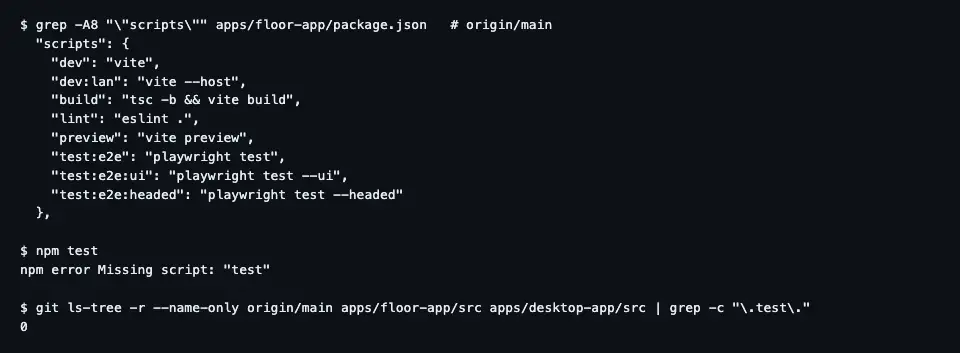 $ grep -A8 "\"scripts\"" apps/floor-app/package.json   # origin/main
  "scripts": {
    "dev": "vite",
    "dev:lan": "vite --host",
    "build": "tsc -b && vite build",
    "lint": "eslint .",
    "preview": "vite preview",
    "test:e2e": "playwright test",
    "test:e2e:ui": "playwright test --ui",
    "test:e2e:headed": "playwright test --headed"
  },
$ npm test
npm error Missing script: "test"
$ git ls-tree -r --name-only origin/main apps/floor-app/src apps/desktop-app/src | grep -c "\.test\."
0